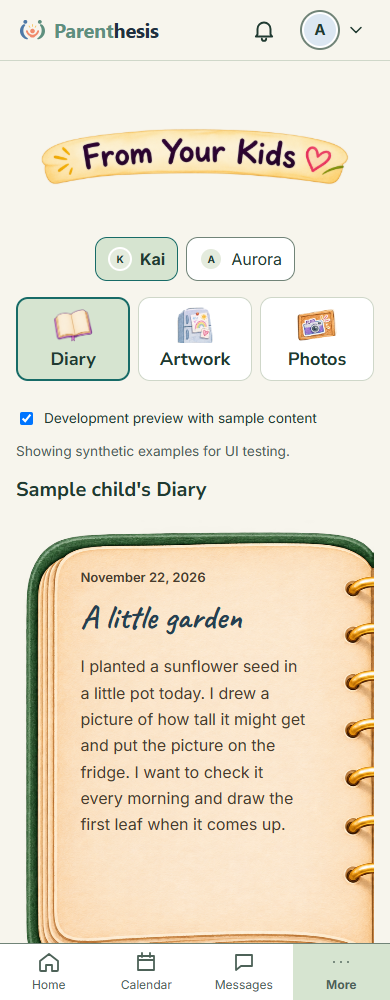 Parenthesis
A
From Your Kids
K Kai
A Aurora
Diary
Artwork
Photos
Development preview with sample content
Showing synthetic examples for UI testing.
Sample child's Diary
November 22, 2026
A little garden
I planted a sunflower seed in
a little pot today. I drew a
picture of how tall it might get
and put the picture on the
fridge. I want to check it
every morning and draw the
first leaf when it comes up.
Home
Calendar
Messages
More